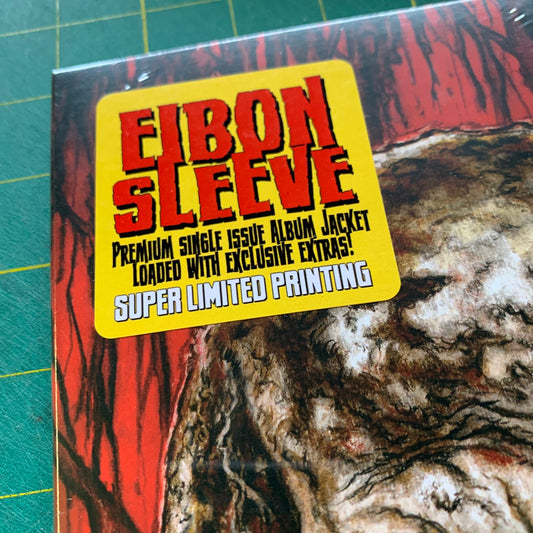 EIBON
SLEEVE
PREMIUM SINGLE ISSUE ALBUM JACKET
LOADED WITH EXCLUSIVE EXTRAS!
SUPER LIMITED PRINTING